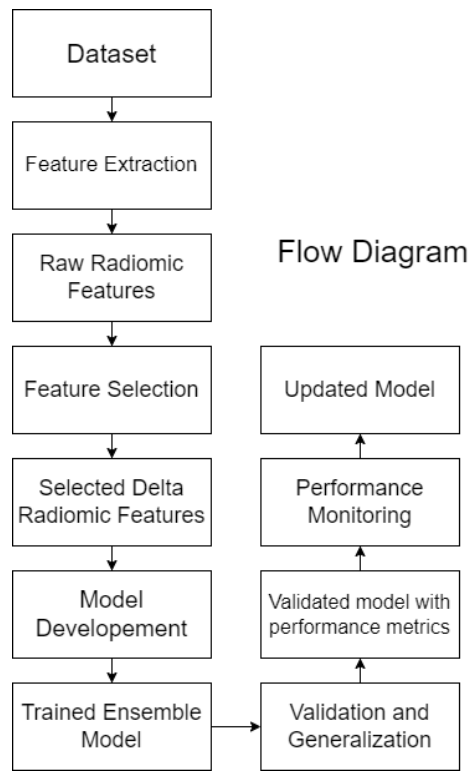 Dataset
Feature Extraction
Raw Radiomic
Features
Feature Selection
Selected Delta
Radiomic Features
Model
Developement
Trained Ensemble
Model
Flow Diagram
Updated Model
Performance
Monitoring
Validated model with
performance metrics
Validation and
Generalization